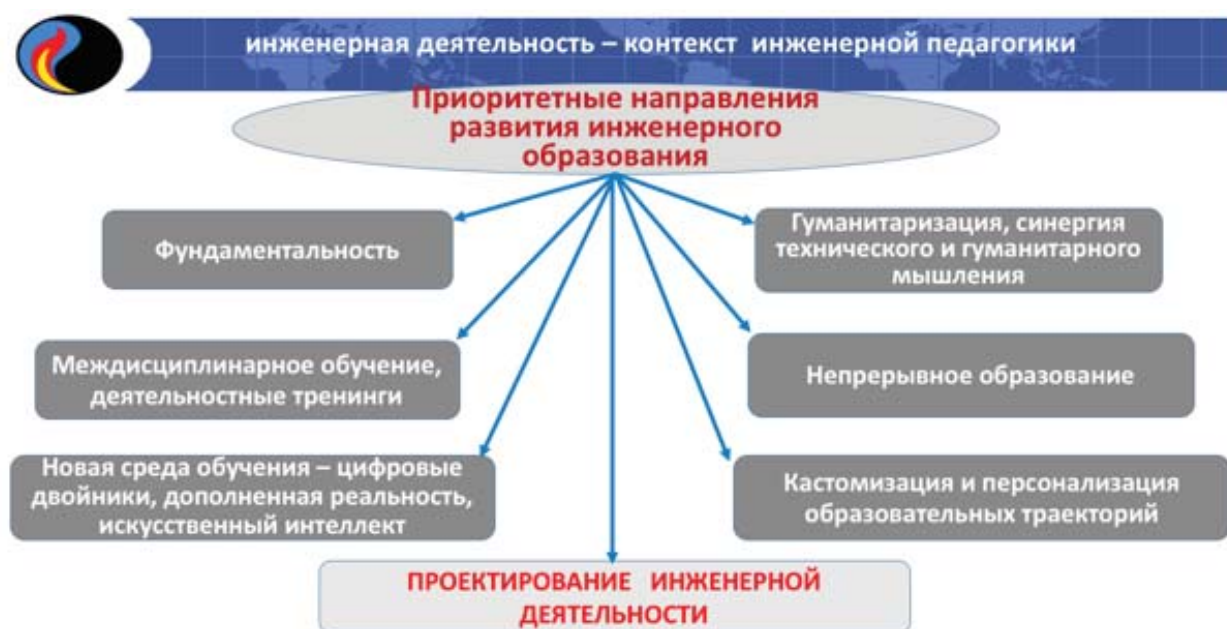 инженерная деятельность – контекст инженерной педагогики
Приоритетные направления
развития инженерного
образования
Фундаментальность
Гуманитаризация, синергия
технического и гуманитарного
мышления
Междисциплинарное обучение,
деятельностные тренинги
Непрерывное образование
Новая среда обучения – цифровые
двойники, дополненная реальность,
искусственный интеллект
Кастомизация и персонализация
образовательных траекторий
ПРОЕКТИРОВАНИЕ ИНЖЕНЕРНОЙ
ДЕЯТЕЛЬНОСТИ